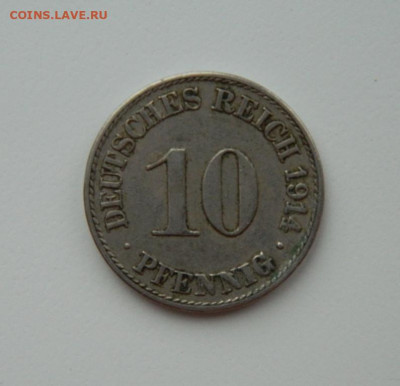 COINS.LAVE.RU
DEUTSCHES REICH 1914
10
· PFENNIG ·